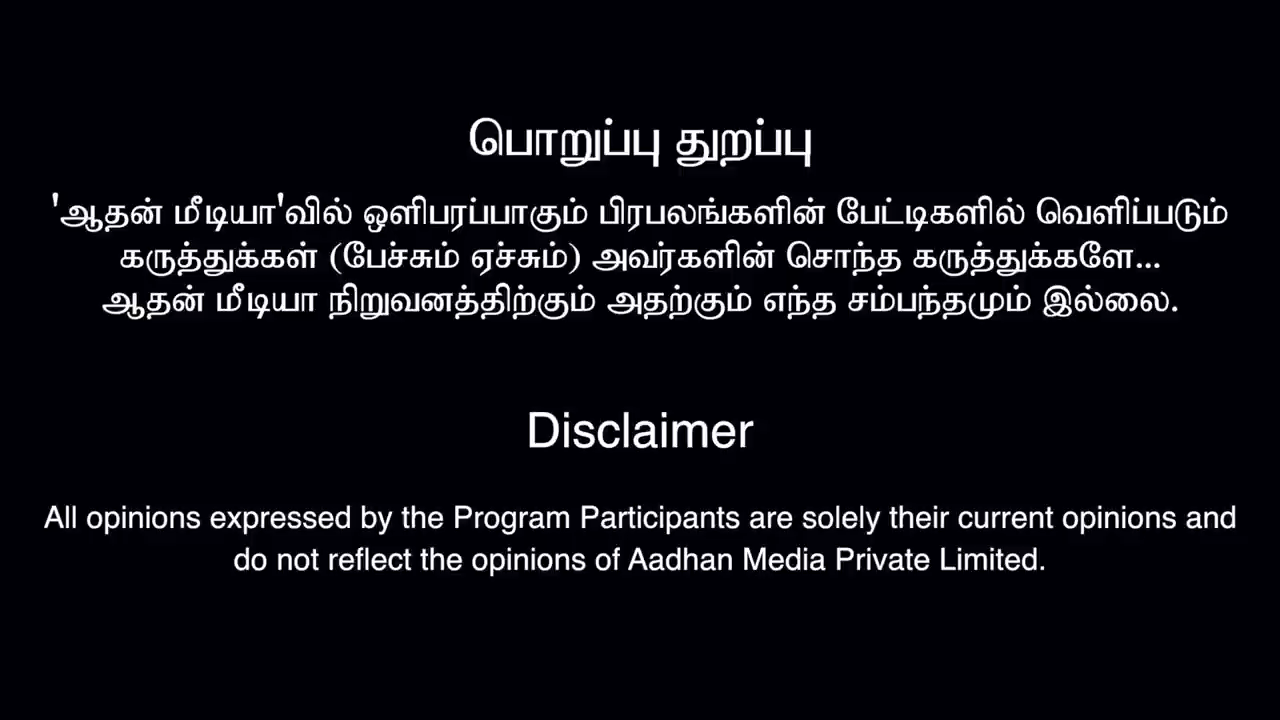 பொறுப்பு துறப்பு
'ஆதன் மீடியா'வில் ஒளிபரப்பாகும் பிரபலங்களின் பேட்டிகளில் வெளிப்படும்
கருத்துக்கள் (பேச்சும் ஏச்சும்) அவர்களின் சொந்த கருத்துக்களே...
ஆதன் மீடியா நிறுவனத்திற்கும் அதற்கும் எந்த சம்பந்தமும் இல்லை.
Disclaimer
All opinions expressed by the Program Participants are solely their current opinions and
do not reflect the opinions of Aadhan Media Private Limited.